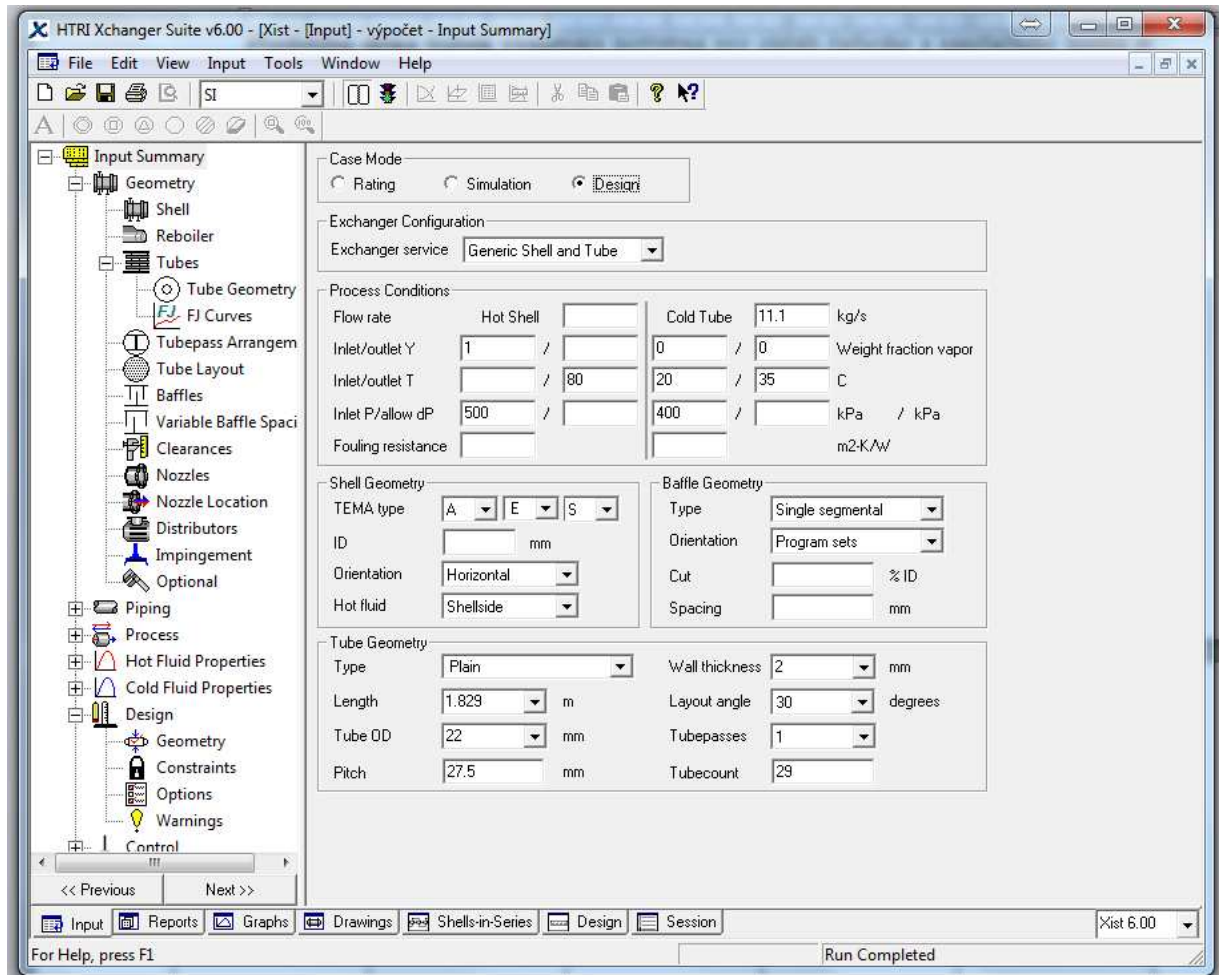 HTRI Xchanger Suite v6.00 - [Xist - [Input] - výpočet - Input Summary]
File Edit View Input Tools Window Help
SI
Input Summary
Geometry
Shell
Reboiler
Tubes
Tube Geometry
FJ Curves
Tubepass Arrangem
Tube Layout
Baffles
Variable Baffle Spaci
Clearances
Nozzles
Nozzle Location
Distributors
Impingement
Optional
Piping
Process
Hot Fluid Properties
Cold Fluid Properties
Design
Geometry
Constraints
Options
Warnings
Control
<< Previous Next >>
Case Mode
Rating Simulation Design
Exchanger Configuration
Exchanger service Generic Shell and Tube
Process Conditions
Flow rate Hot Shell Cold Tube 11.1 kg/s
Inlet/outlet Y 1 / 0 / 0 Weight fraction vapor
Inlet/outlet T / 80 20 / 35 C
Inlet P/allow dP 500 / 400 / kPa / kPa
Fouling resistance m2-K/W
Shell Geometry
TEMA type A E S
ID mm
Orientation Horizontal
Hot fluid Shellside
Baffle Geometry
Type Single segmental
Orientation Program sets
Cut % ID
Spacing mm
Tube Geometry
Type Plain Wall thickness 2 mm
Length 1.829 m Layout angle 30 degrees
Tube OD 22 mm Tubepasses 1
Pitch 27.5 mm Tubecount 29
Input Reports Graphs Drawings Shells-in-Series Design Session Xist 6.00
For Help, press F1 Run Completed